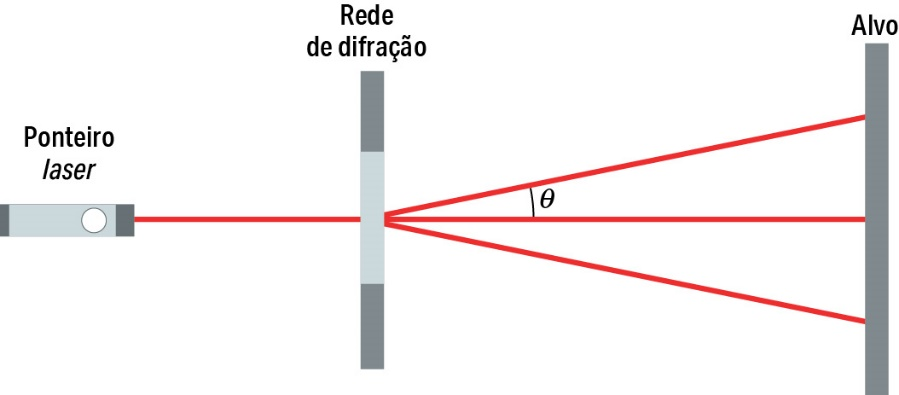 Rede
de difração
Alvo
Ponteiro
laser
θ